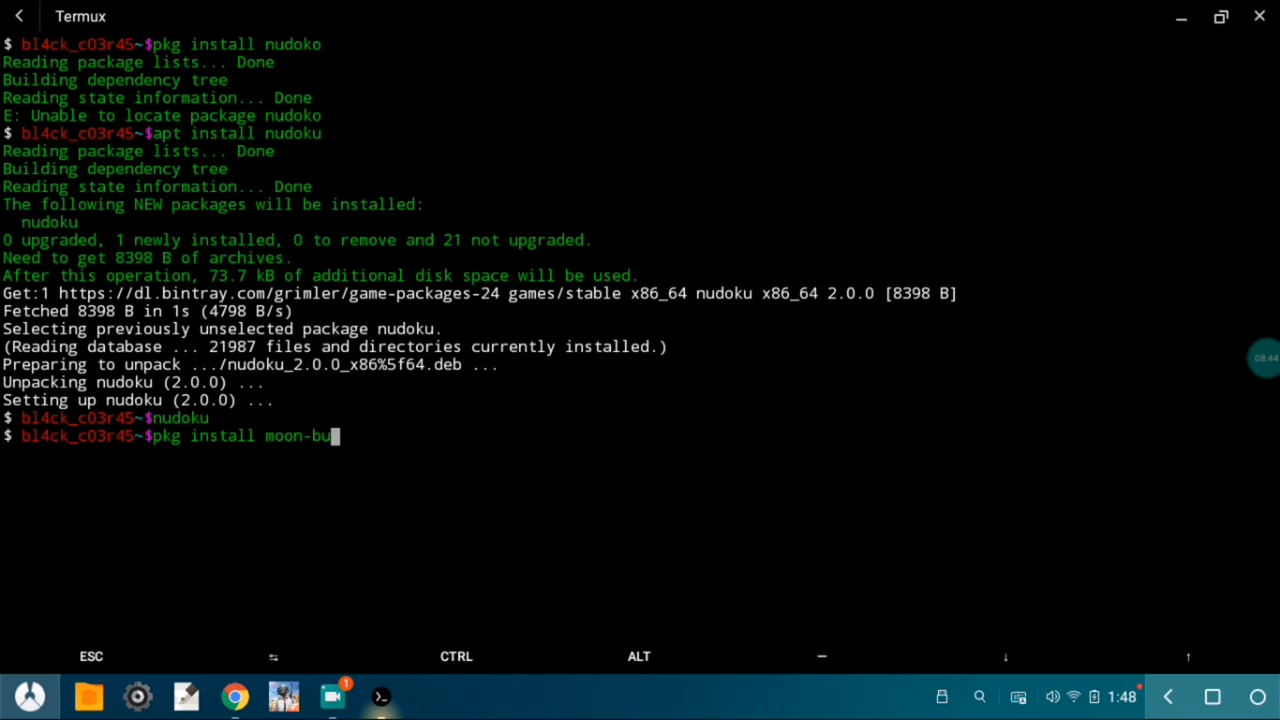 Termux
$ bl4ck_c03r45~$pkg install nudoko
Reading package lists... Done
Building dependency tree
Reading state information... Done
E: Unable to locate package nudoko
$ bl4ck_c03r45~$apt install nudoku
Reading package lists... Done
Building dependency tree
Reading state information... Done
The following NEW packages will be installed:
  nudoku
0 upgraded, 1 newly installed, 0 to remove and 21 not upgraded.
Need to get 8398 B of archives.
After this operation, 73.7 kB of additional disk space will be used.
Get:1 https://dl.bintray.com/grimler/game-packages-24 games/stable x86_64 nudoku x86_64 2.0.0 [8398 B]
Fetched 8398 B in 1s (4798 B/s)
Selecting previously unselected package nudoku.
(Reading database ... 21987 files and directories currently installed.)
Preparing to unpack .../nudoku_2.0.0_x86%5f64.deb ...
Unpacking nudoku (2.0.0) ...
Setting up nudoku (2.0.0) ...
$ bl4ck_c03r45~$nudoku
$ bl4ck_c03r45~$pkg install moon-bu
08:44
ESC ⇆ CTRL ALT — ↓ ↑
1
1:48